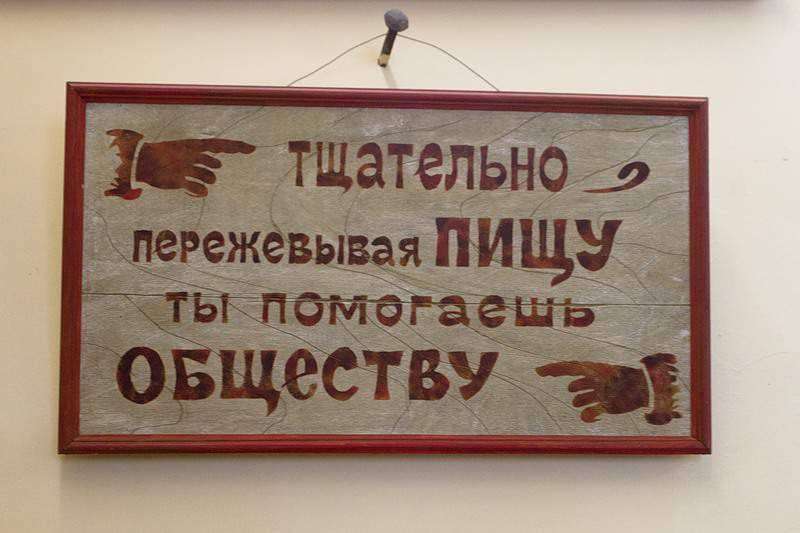 Тщательно
пережевывая ПИЩУ
ты помогаешь
ОБЩЕСТВУ